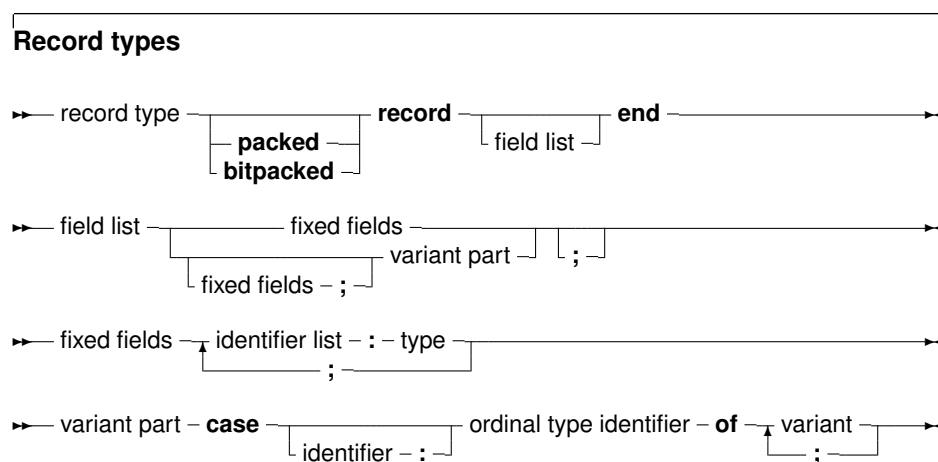 Record types
record type record end
packed field list
bitpacked
field list fixed fields
variant part ;
fixed fields ;
fixed fields identifier list : type
;
variant part case ordinal type identifier of variant
identifier : ;